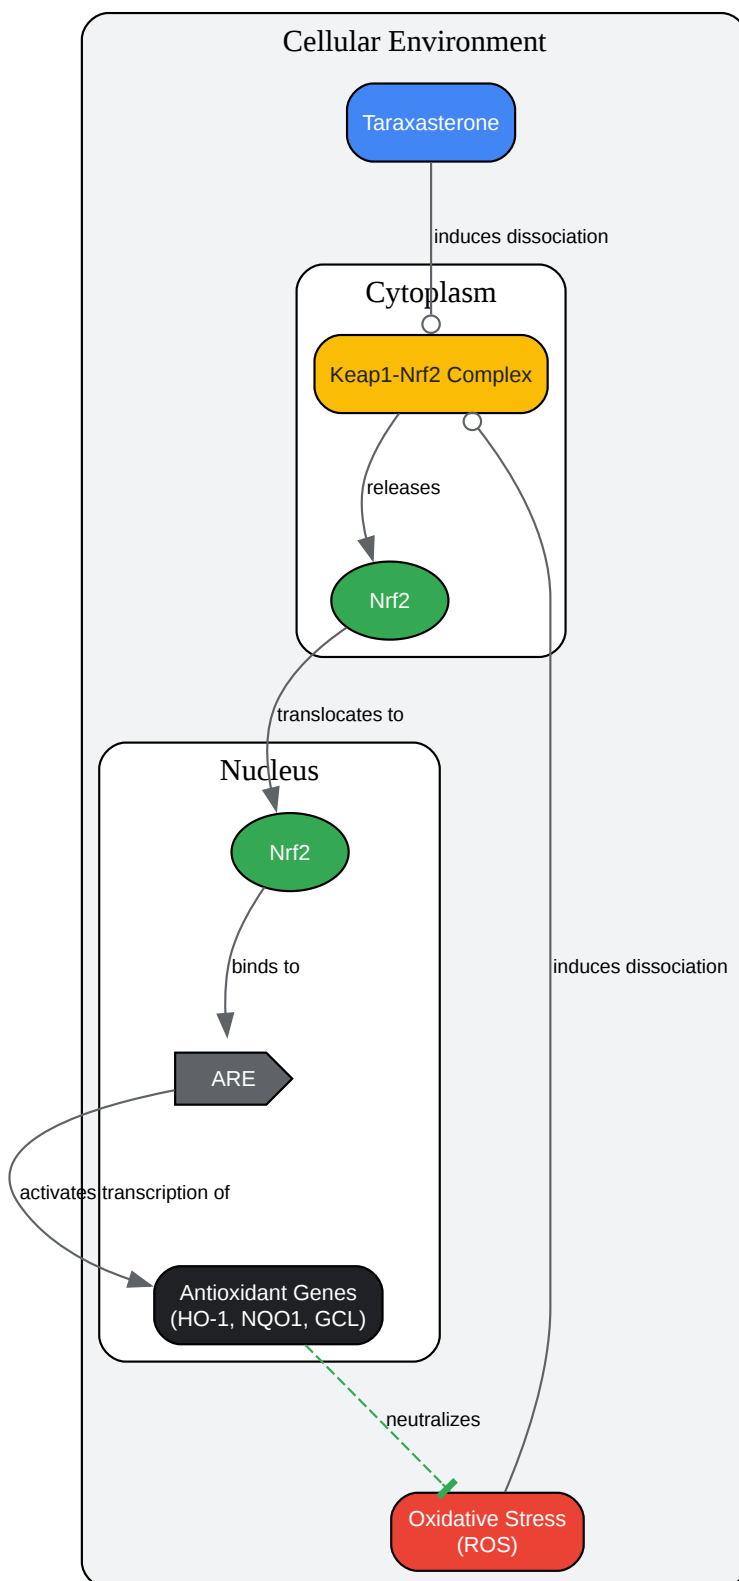 Cellular Environment
Taraxasterone
induces dissociation
Cytoplasm
Keap1-Nrf2 Complex
releases
Nrf2
translocates to
Nucleus
Nrf2
binds to
induces dissociation
ARE
activates transcription of
Antioxidant Genes
(HO-1, NQO1, GCL)
neutralizes
Oxidative Stress
(ROS)